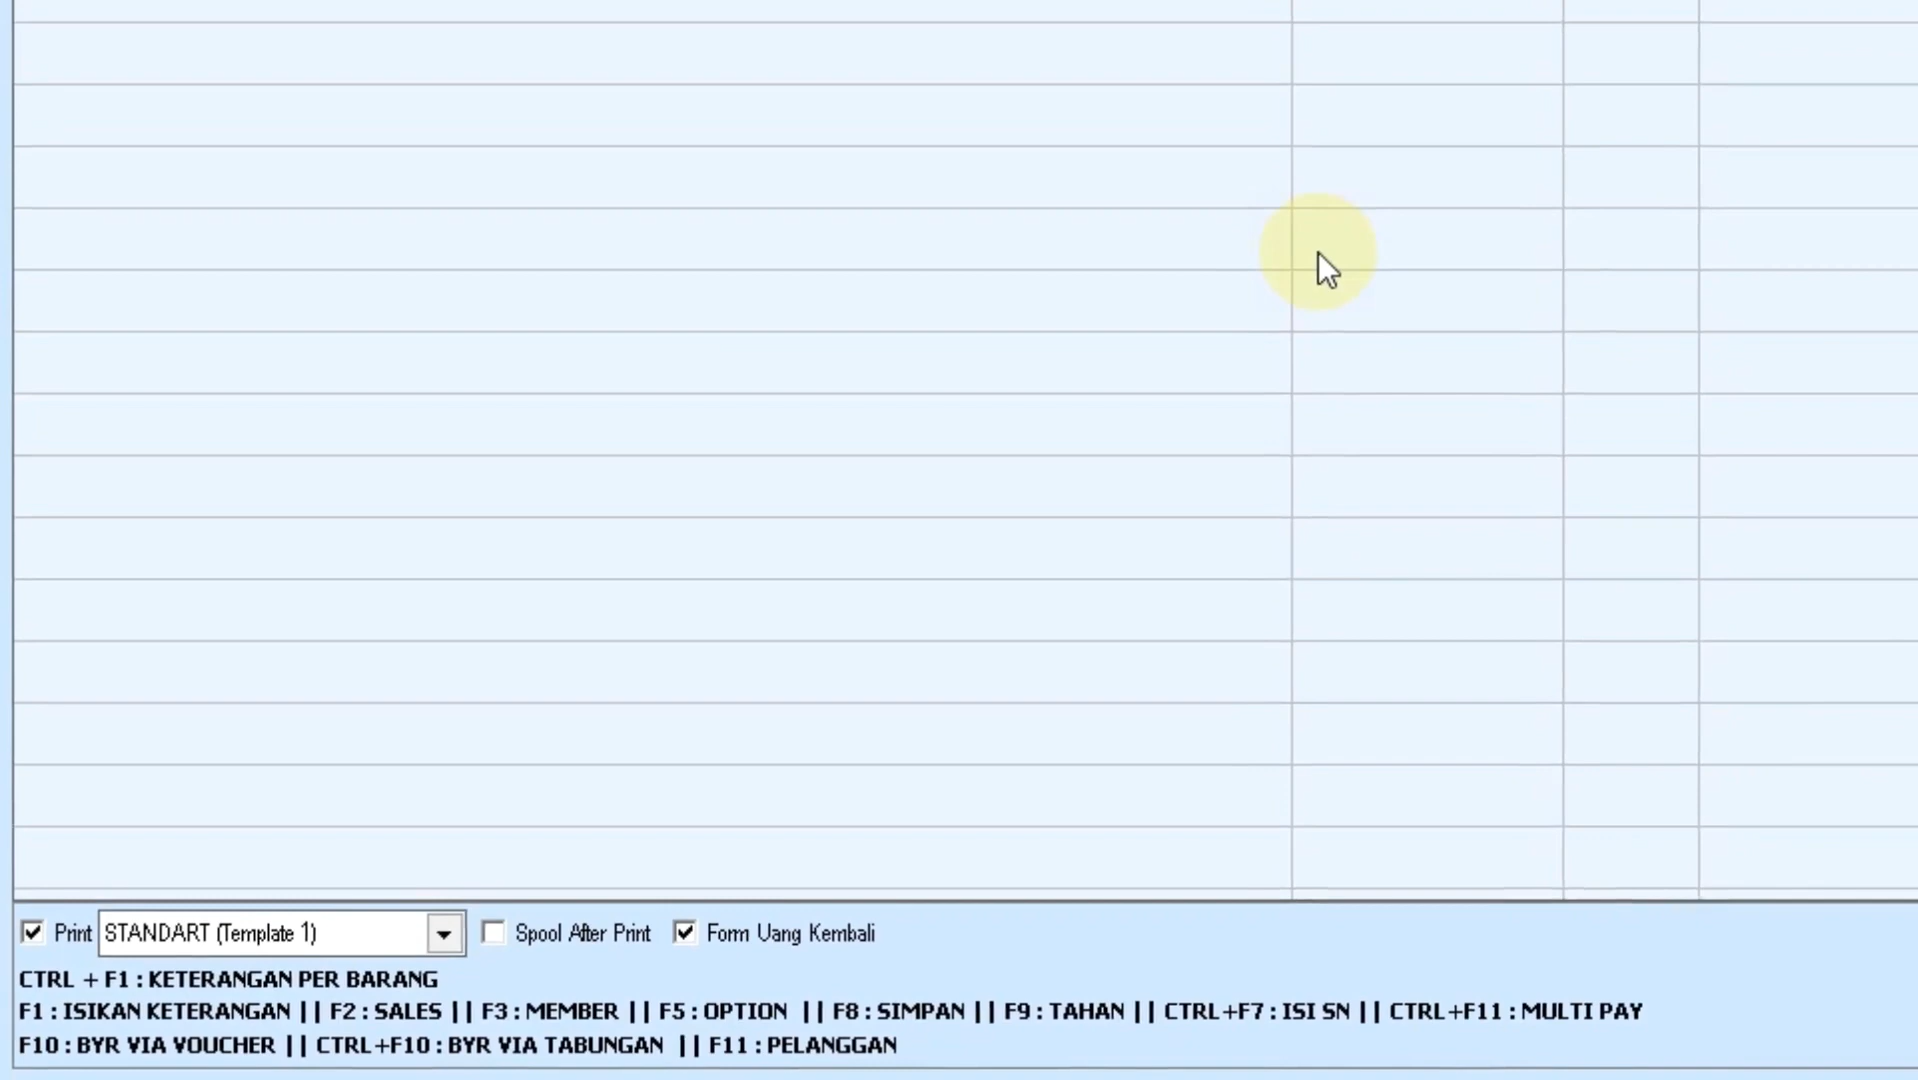 Print STANDART (Template 1) Spool After Print Form Uang Kembali
CTRL + F1 : KETERANGAN PER BARANG
F1 : ISIKAN KETERANGAN || F2 : SALES || F3 : MEMBER || F5 : OPTION || F8 : SIMPAN || F9 : TAHAN || CTRL+F7 : ISI SN || CTRL+F11 : MULTI PAY
F10 : BYR VIA VOUCHER || CTRL+F10 : BYR VIA TABUNGAN || F11 : PELANGGAN